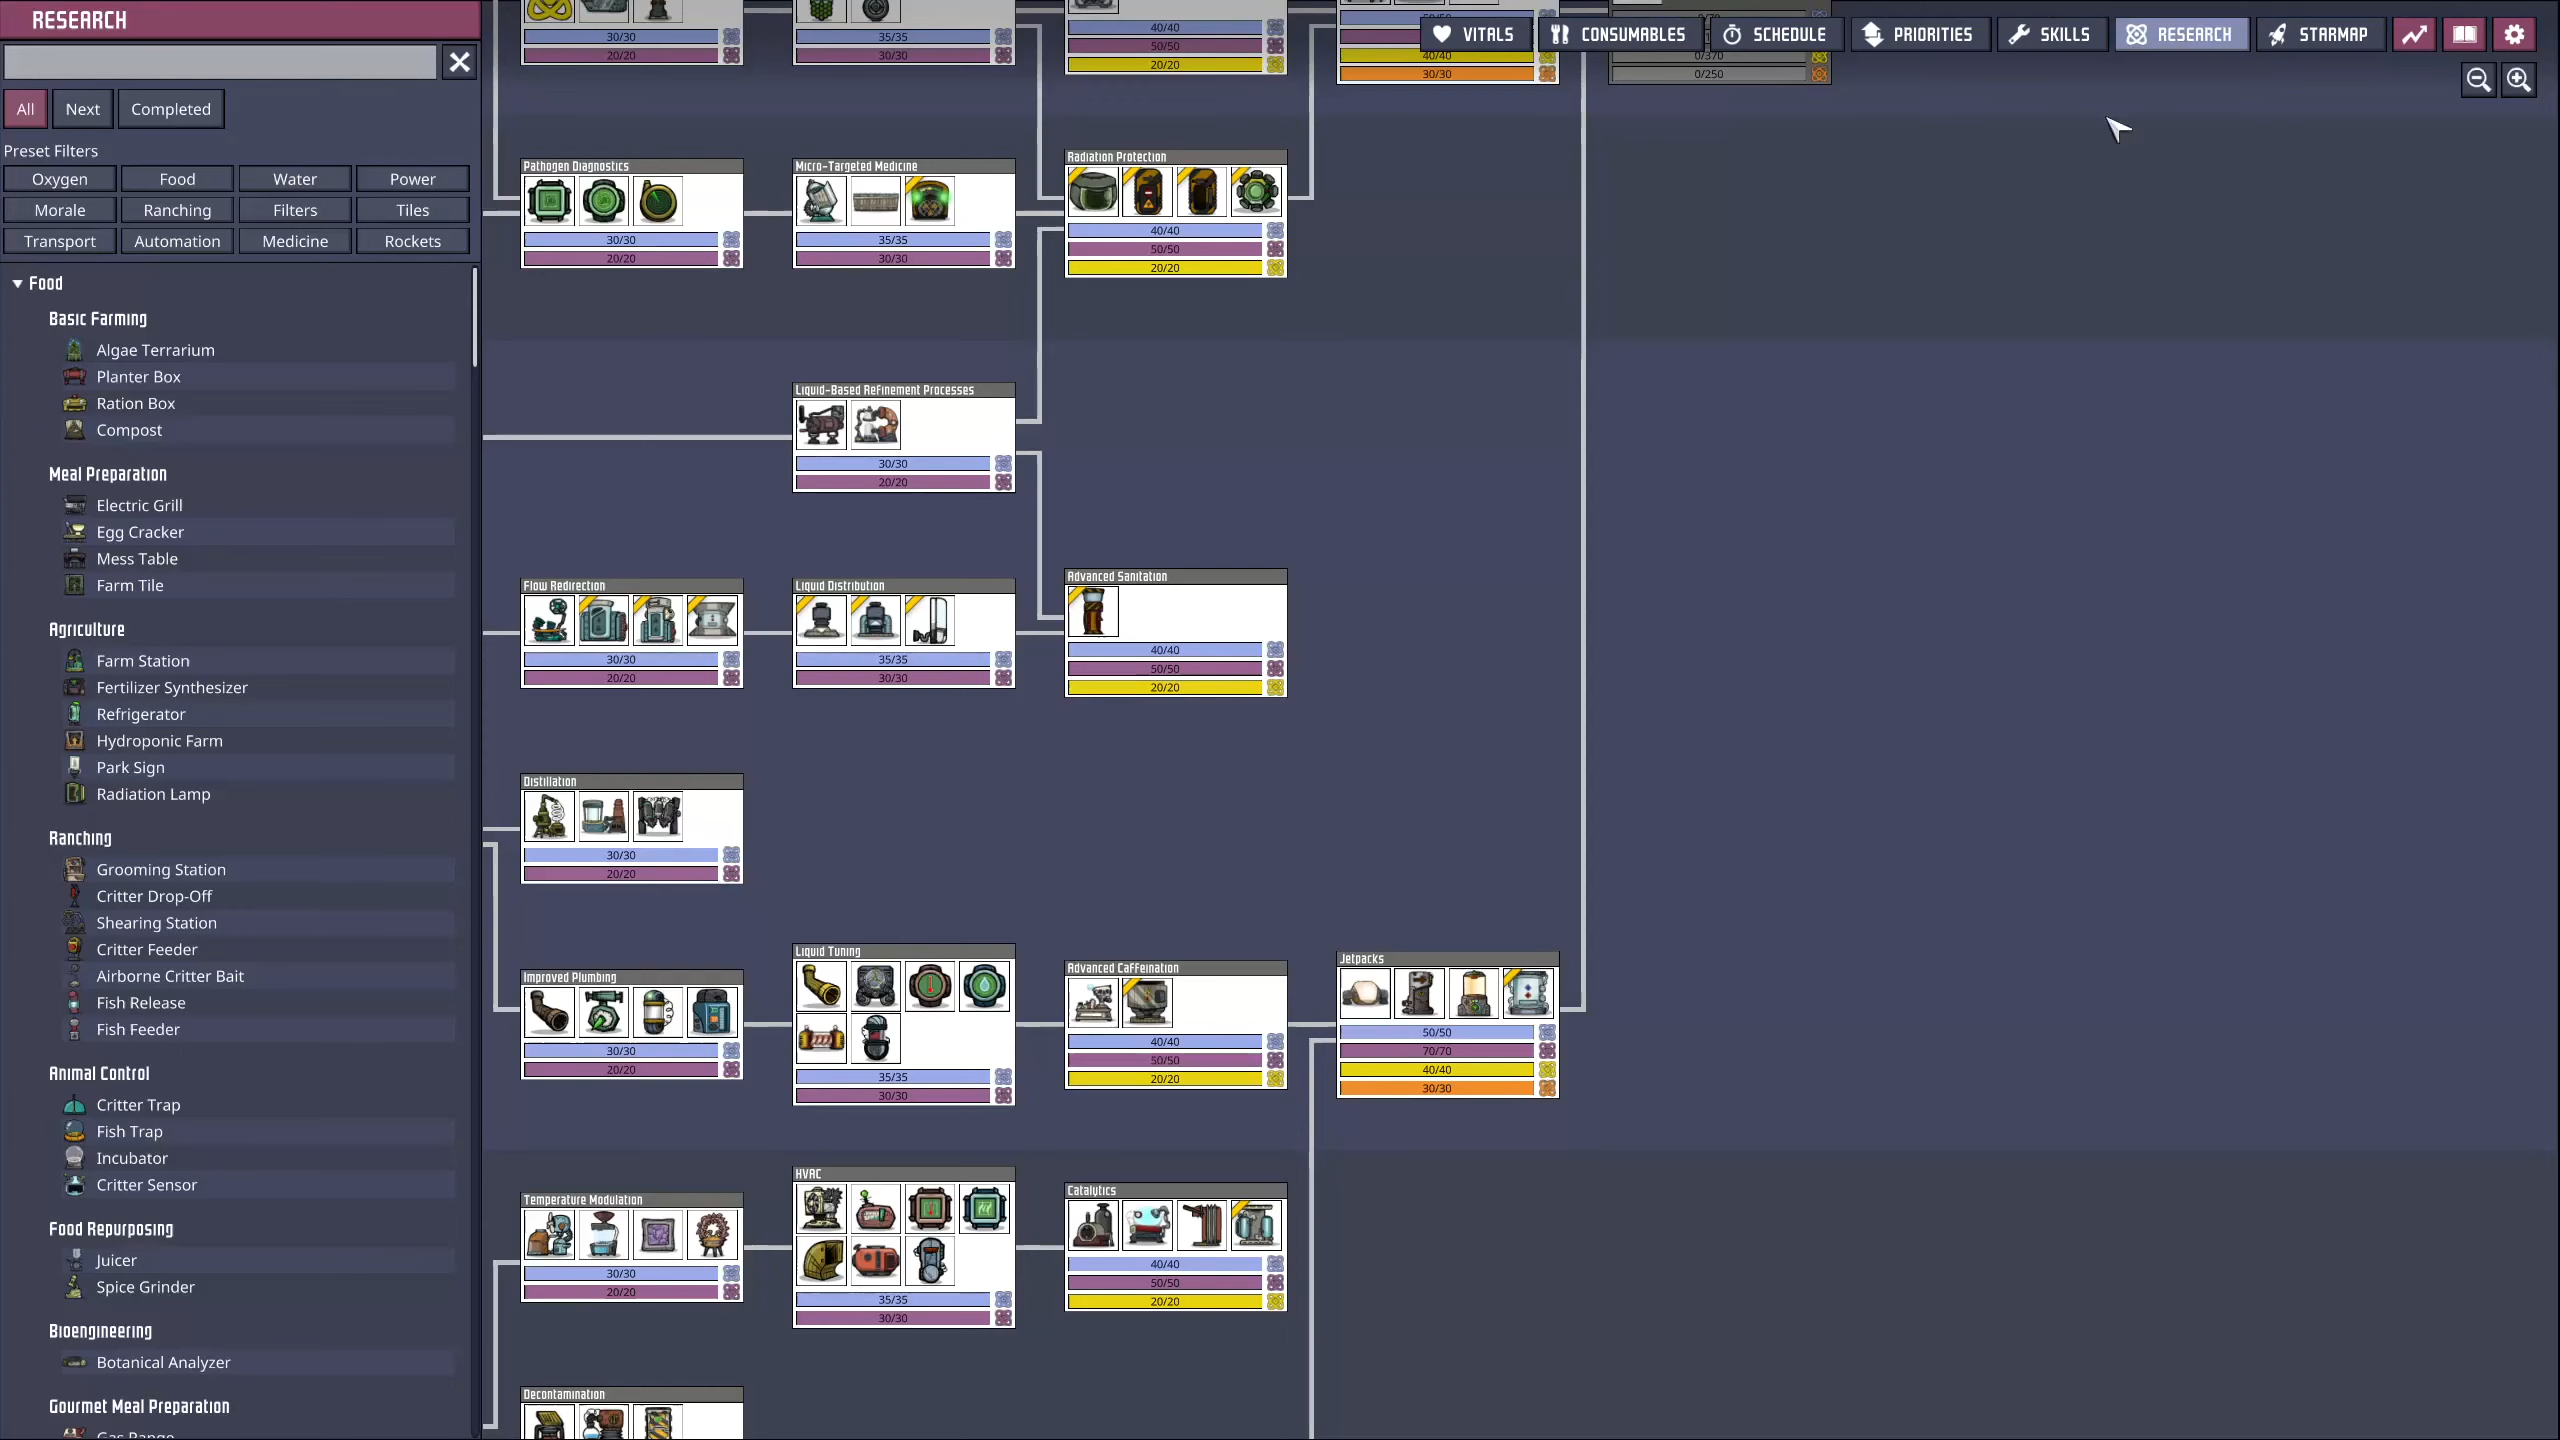 RESEARCH
All Next Completed
Preset Filters
Oxygen Food Water Power
Morale Ranching Filters Tiles
Transport Automation Medicine Rockets
Food
Basic Farming
Algae Terrarium
Planter Box
Ration Box
Compost
Meal Preparation
Electric Grill
Egg Cracker
Mess Table
Farm Tile
Agriculture
Farm Station
Fertilizer Synthesizer
Refrigerator
Hydroponic Farm
Park Sign
Radiation Lamp
Ranching
Grooming Station
Critter Drop-Off
Shearing Station
Critter Feeder
Airborne Critter Bait
Fish Release
Fish Feeder
Animal Control
Critter Trap
Fish Trap
Incubator
Critter Sensor
Food Repurposing
Juicer
Spice Grinder
Bioengineering
Botanical Analyzer
Gourmet Meal Preparation
Gas Range
VITALS CONSUMABLES SCHEDULE PRIORITIES SKILLS RESEARCH STARMAP
30/30
20/20
35/35
30/30
40/40
50/50
20/20
40/40
30/30
0/370
0/250
Pathogen Diagnostics
30/30
20/20
Micro-Targeted Medicine
35/35
30/30
Radiation Protection
40/40
50/50
20/20
Liquid-Based Refinement Processes
30/30
20/20
Flow Redirection
30/30
20/20
Liquid Distribution
35/35
30/30
Advanced Sanitation
40/40
50/50
20/20
Distillation
30/30
20/20
Improved Plumbing
30/30
20/20
Liquid Tuning
35/35
30/30
Advanced Caffeination
40/40
50/50
20/20
Jetpacks
50/50
70/70
40/40
30/30
Temperature Modulation
30/30
20/20
HVAC
35/35
30/30
Catalytics
40/40
50/50
20/20
Decontamination